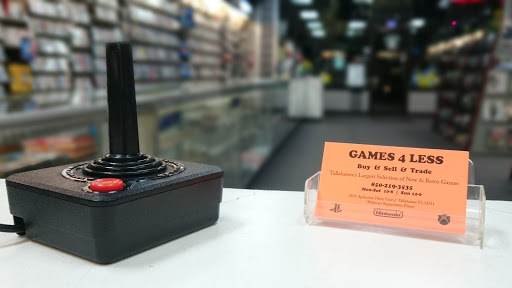 GAMES 4 LESS
Buy & Sell & Trade
Tallahassee's Largest Selection of New & Retro Games
850-219-3535
Mon-Sat 10-8 | Sun 12-6
Nintendo